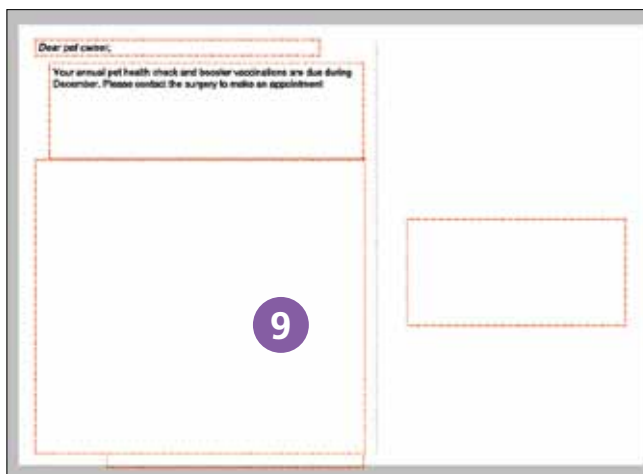 Dear pet owner,
Your annual pet health check and booster vaccinations are due during
December. Please contact the surgery to make an appointment
9